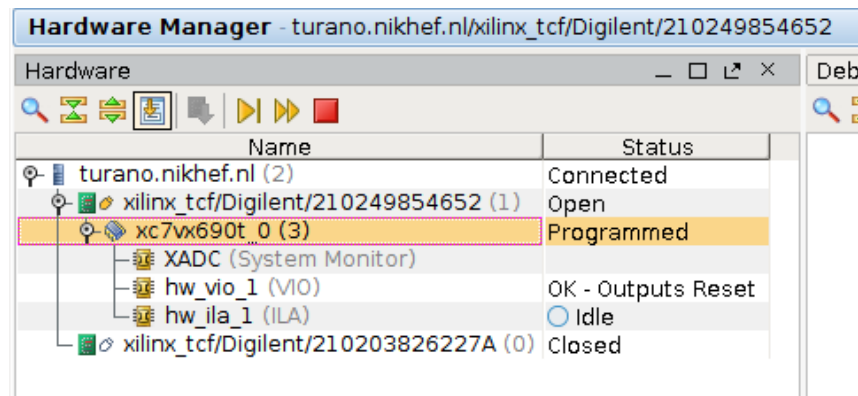 Hardware Manager - turano.nikhef.nl/xilinx_tcf/Digilent/210249854652
Hardware
Deb
Name Status
turano.nikhef.nl (2) Connected
xilinx_tcf/Digilent/210249854652 (1) Open
xc7vx690t_0 (3) Programmed
XADC (System Monitor)
hw_vio_1 (VIO) OK - Outputs Reset
hw_ila_1 (ILA) Idle
xilinx_tcf/Digilent/210203826227A (0) Closed